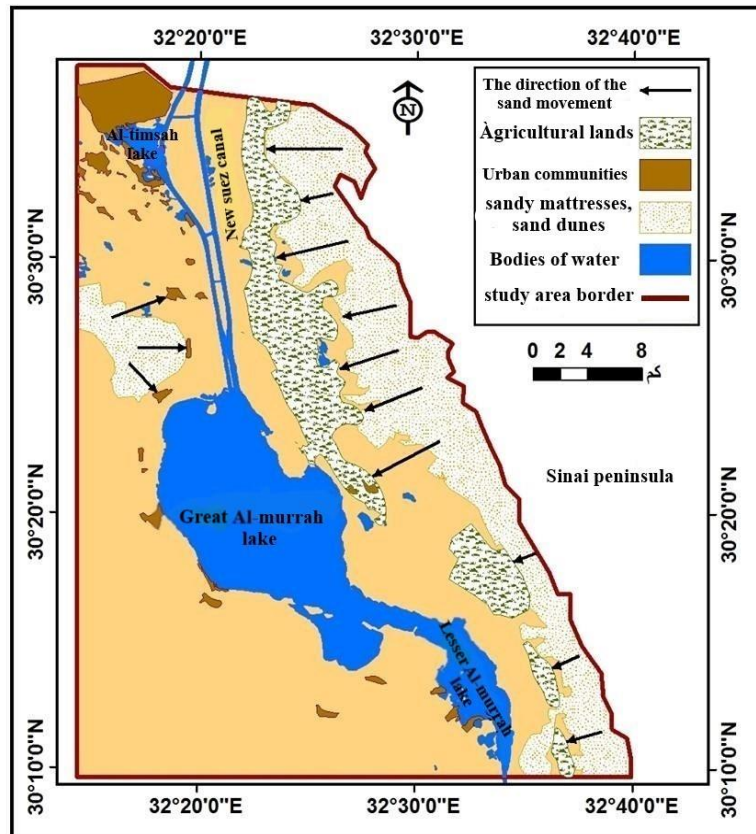 32°20'0"E 32°30'0"E 32°40'0"E
The direction of the
sand movement
Àgricultural lands
Urban communities
sandy mattresses,
sand dunes
Bodies of water
study area border
N
Al-timsah
lake
New suez canal
30°30'0"N 30°30'0"N
0 2 4 8
كم
Sinai peninsula
30°20'0"N 30°20'0"N
Great Al-murrah
lake
Lesser Al-murrah
lake
30°10'0"N 30°10'0"N
32°20'0"E 32°30'0"E 32°40'0"E